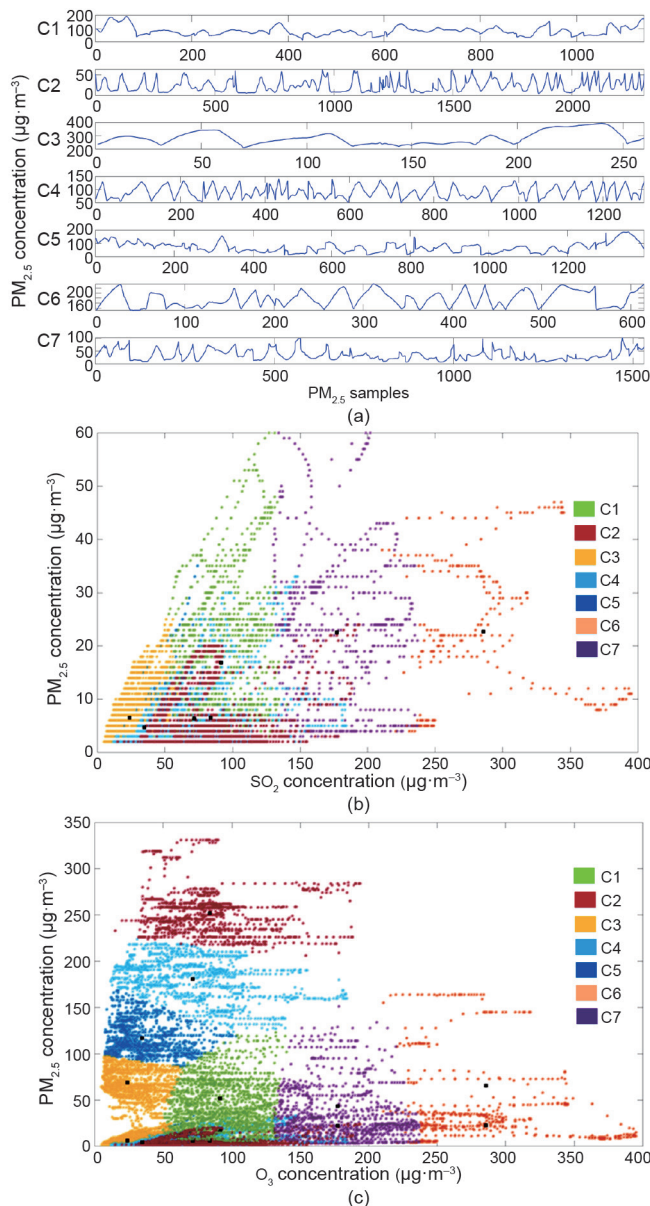 PM2.5 concentration (µg·m−3)
C1
200
100
0
0 200 400 600 800 1000
C2
50
0
0 500 1000 1500 2000
C3
400
300
200
0 50 100 150 200 250
C4
150
100
50
0 200 400 600 800 1000 1200
C5
200
100
0
0 200 400 600 800 1000 1200
C6
200
160
0 100 200 300 400 500 600
C7
100
50
0
0 500 1000 1500
PM2.5 samples
(a)
PM2.5 concentration (µg·m−3)
60
50
40
30
20
10
0
C1
C2
C3
C4
C5
C6
C7
0 50 100 150 200 250 300 350 400
SO2 concentration (µg·m−3)
(b)
PM2.5 concentration (µg·m−3)
350
300
250
200
150
100
50
0
C1
C2
C3
C4
C5
C6
C7
0 50 100 150 200 250 300 350 400
O3 concentration (µg·m−3)
(c)